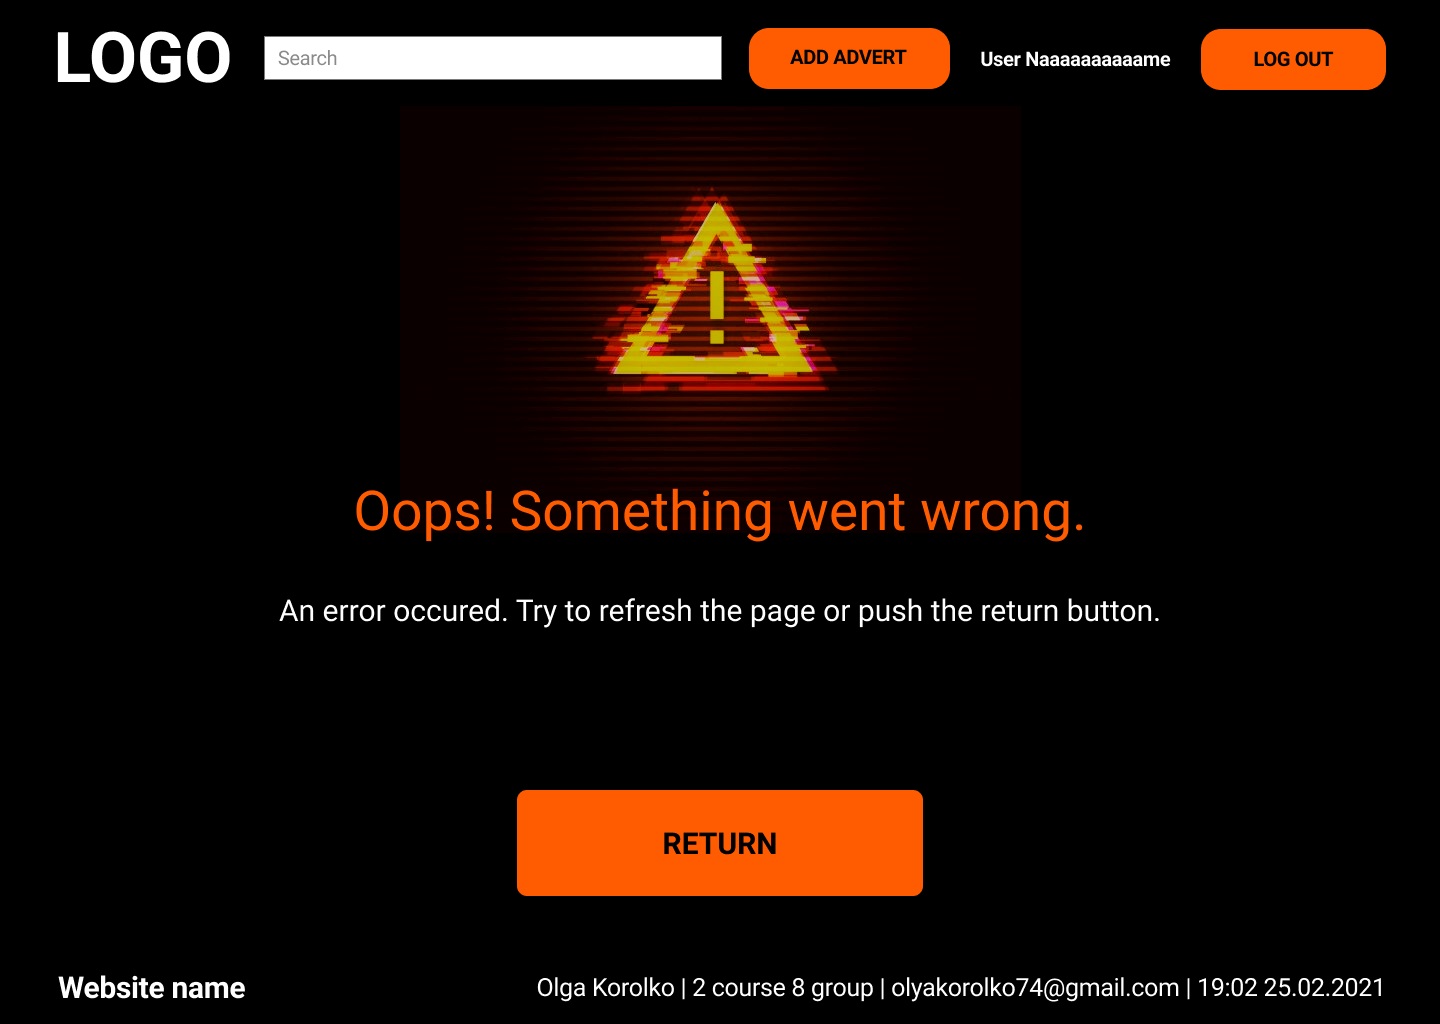 LOGO
Search
ADD ADVERT
User Naaaaaaaaaame
LOG OUT
!
Oops! Something went wrong.
An error occured. Try to refresh the page or push the return button.
RETURN
Website name
Olga Korolko | 2 course 8 group | olyakorolko74@gmail.com | 19:02 25.02.2021